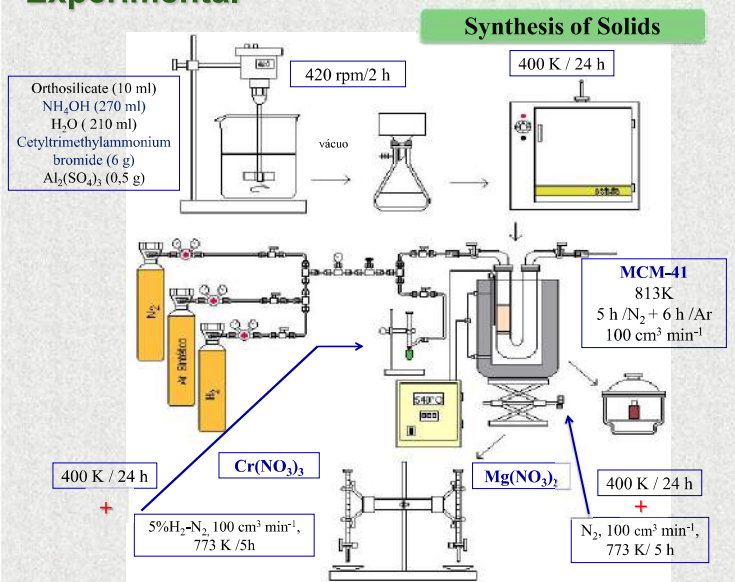 Experimental
Synthesis of Solids
Orthosilicate (10 ml)
NH₄OH (270 ml)
H₂O ( 210 ml)
Cetyltrimethylammonium
bromide (6 g)
Al₂(SO₄)₃ (0,5 g)
420 rpm/2 h
400 K / 24 h
vácuo
estufa
N₂
Ar Sintético
H₂
540°C
MCM-41
813K
5 h /N₂ + 6 h /Ar
100 cm³ min⁻¹
400 K / 24 h
+
5%H₂-N₂, 100 cm³ min⁻¹,
773 K /5h
Cr(NO₃)₃
Mg(NO₃)₂
400 K / 24 h
+
N₂, 100 cm³ min⁻¹,
773 K/ 5 h